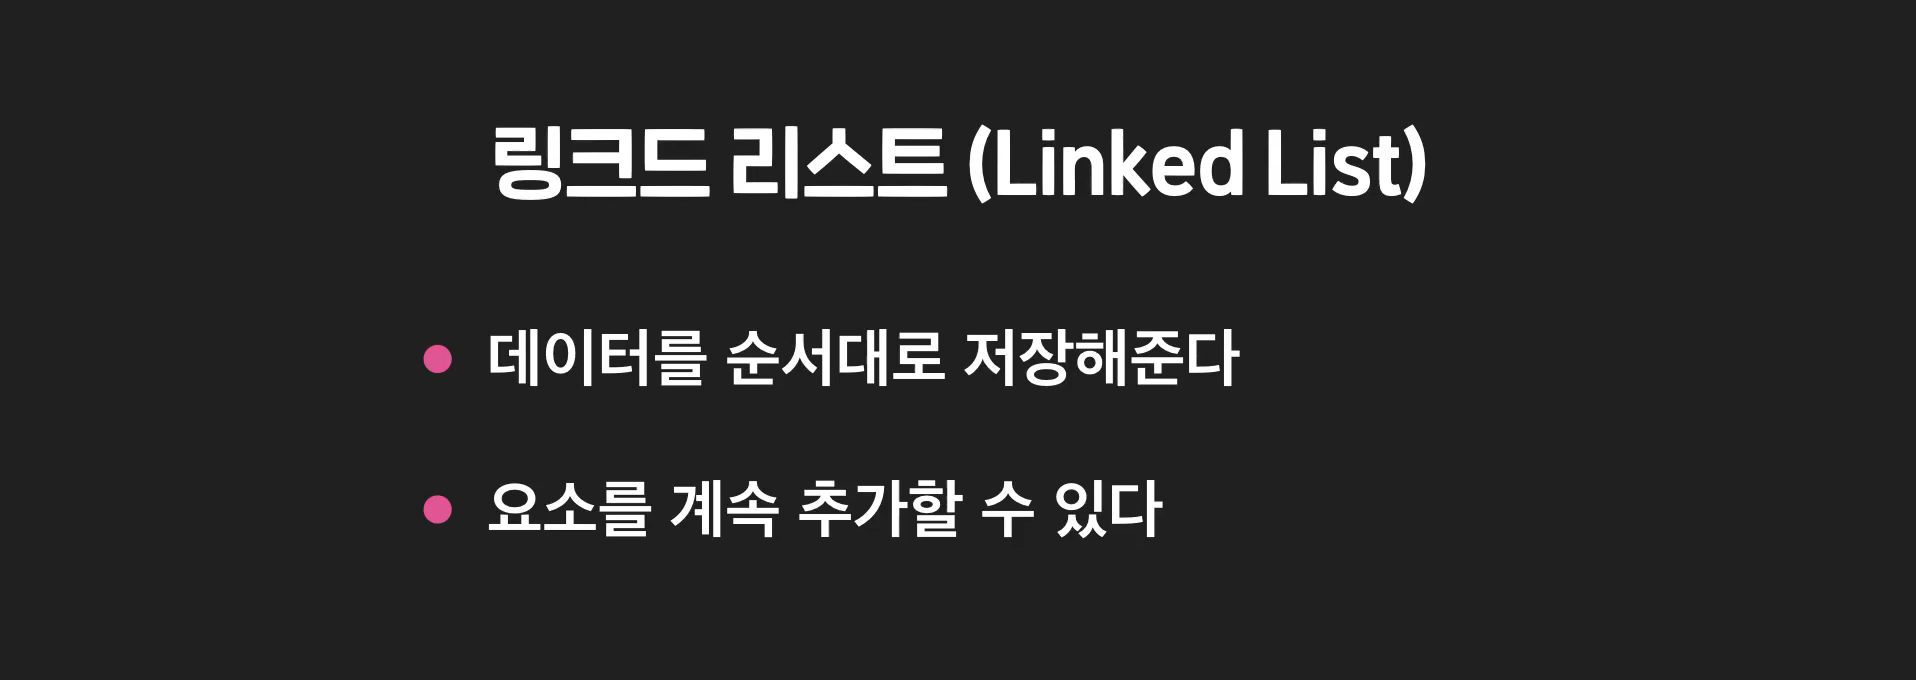 링크드 리스트 (Linked List)
데이터를 순서대로 저장해준다
요소를 계속 추가할 수 있다